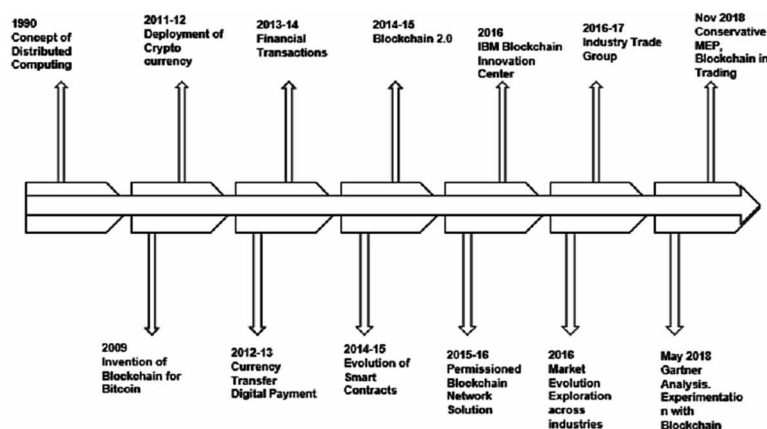 1990
Concept of
Distributed
Computing
2011-12
Deployment of
Crypto
currency
2013-14
Financial
Transactions
2014-15
Blockchain 2.0
2016
IBM Blockchain
Innovation
Center
2016-17
Industry Trade
Group
Nov 2018
Conservative
MEP,
Blockchain in
Trading
2009
Invention of
Blockchain for
Bitcoin
2012-13
Currency
Transfer
Digital Payment
2014-15
Evolution of
Smart
Contracts
2015-16
Permissioned
Blockchain
Network
Solution
2016
Market
Evolution
Exploration
across
industries
May 2018
Gartner
Analysis.
Experimentatio
n with
Blockchain